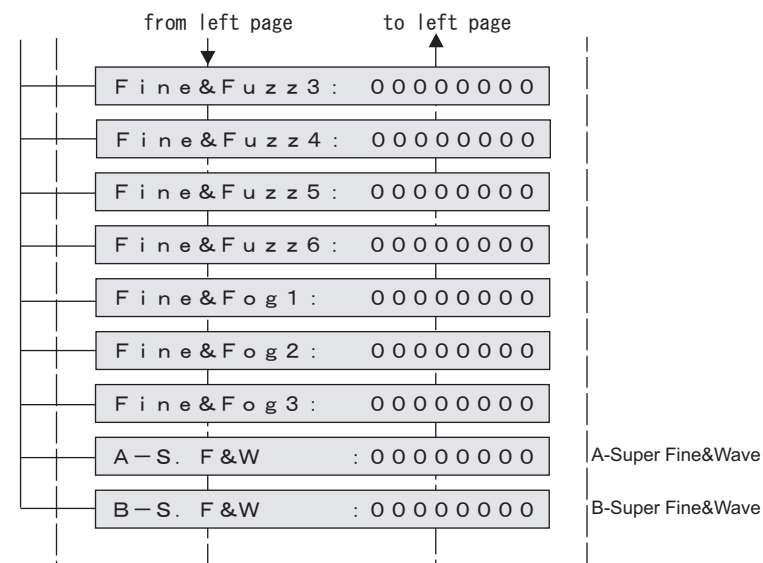 from left page to left page
Fine&Fuzz3: 00000000
Fine&Fuzz4: 00000000
Fine&Fuzz5: 00000000
Fine&Fuzz6: 00000000
Fine&Fog1: 00000000
Fine&Fog2: 00000000
Fine&Fog3: 00000000
A-S. F&W :00000000 A-Super Fine&Wave
B-S. F&W :00000000 B-Super Fine&Wave